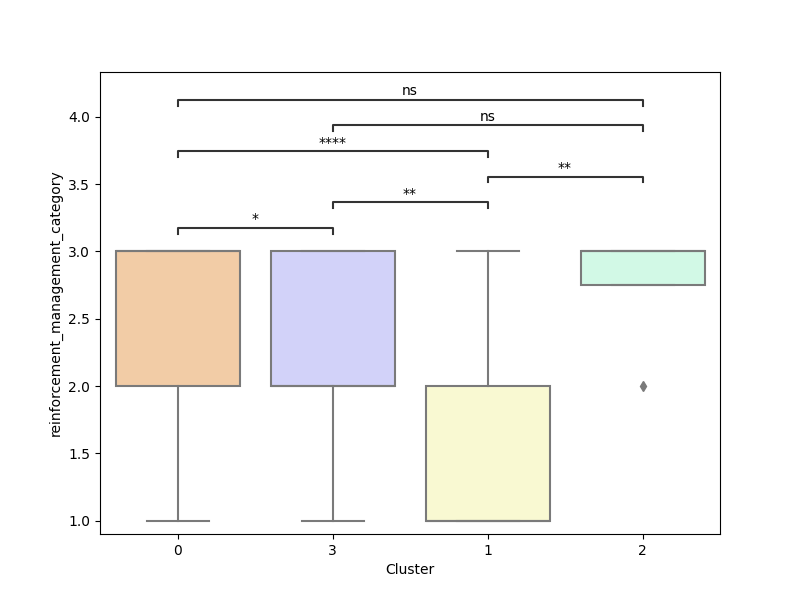 ns
ns
****
**
**
*
4.0
3.5
3.0
2.5
2.0
1.5
1.0
reinforcement_management_category
0 3 1 2
Cluster